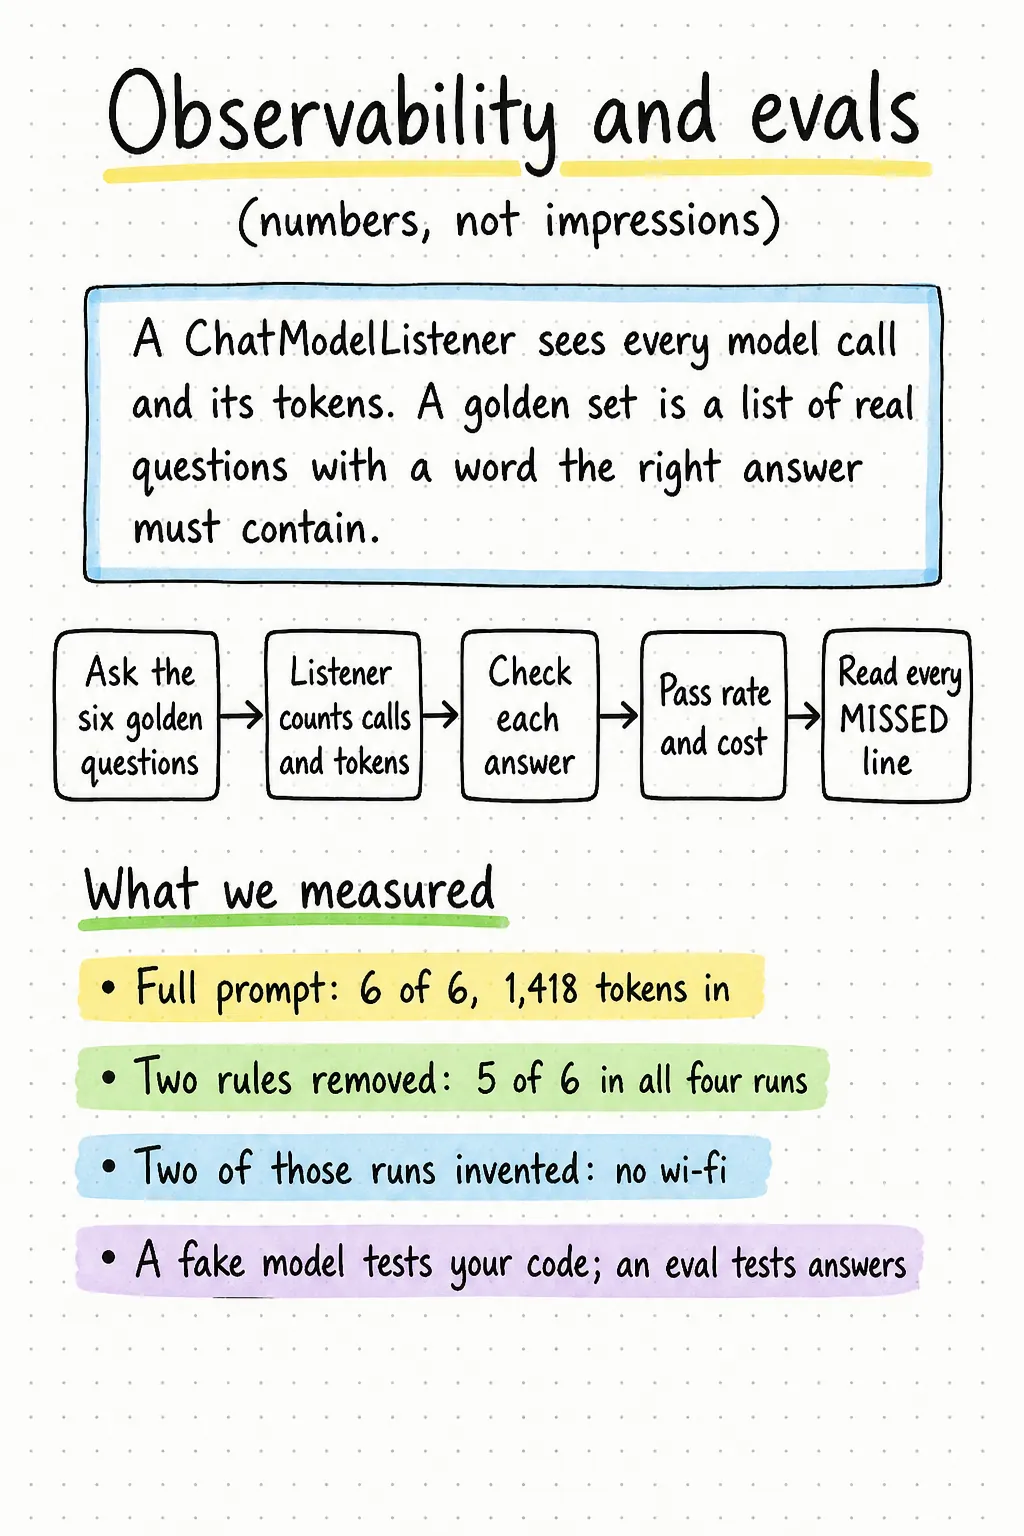 Observability and evals
(numbers, not impressions)
A ChatModelListener sees every model call
and its tokens. A golden set is a list of real
questions with a word the right answer
must contain.
Ask the
six golden
questions
Listener
counts calls
and tokens
Check
each
answer
Pass rate
and cost
Read every
MISSED
line
What we measured
• Full prompt: 6 of 6, 1,418 tokens in
• Two rules removed: 5 of 6 in all four runs
• Two of those runs invented: no wi-fi
• A fake model tests your code; an eval tests answers